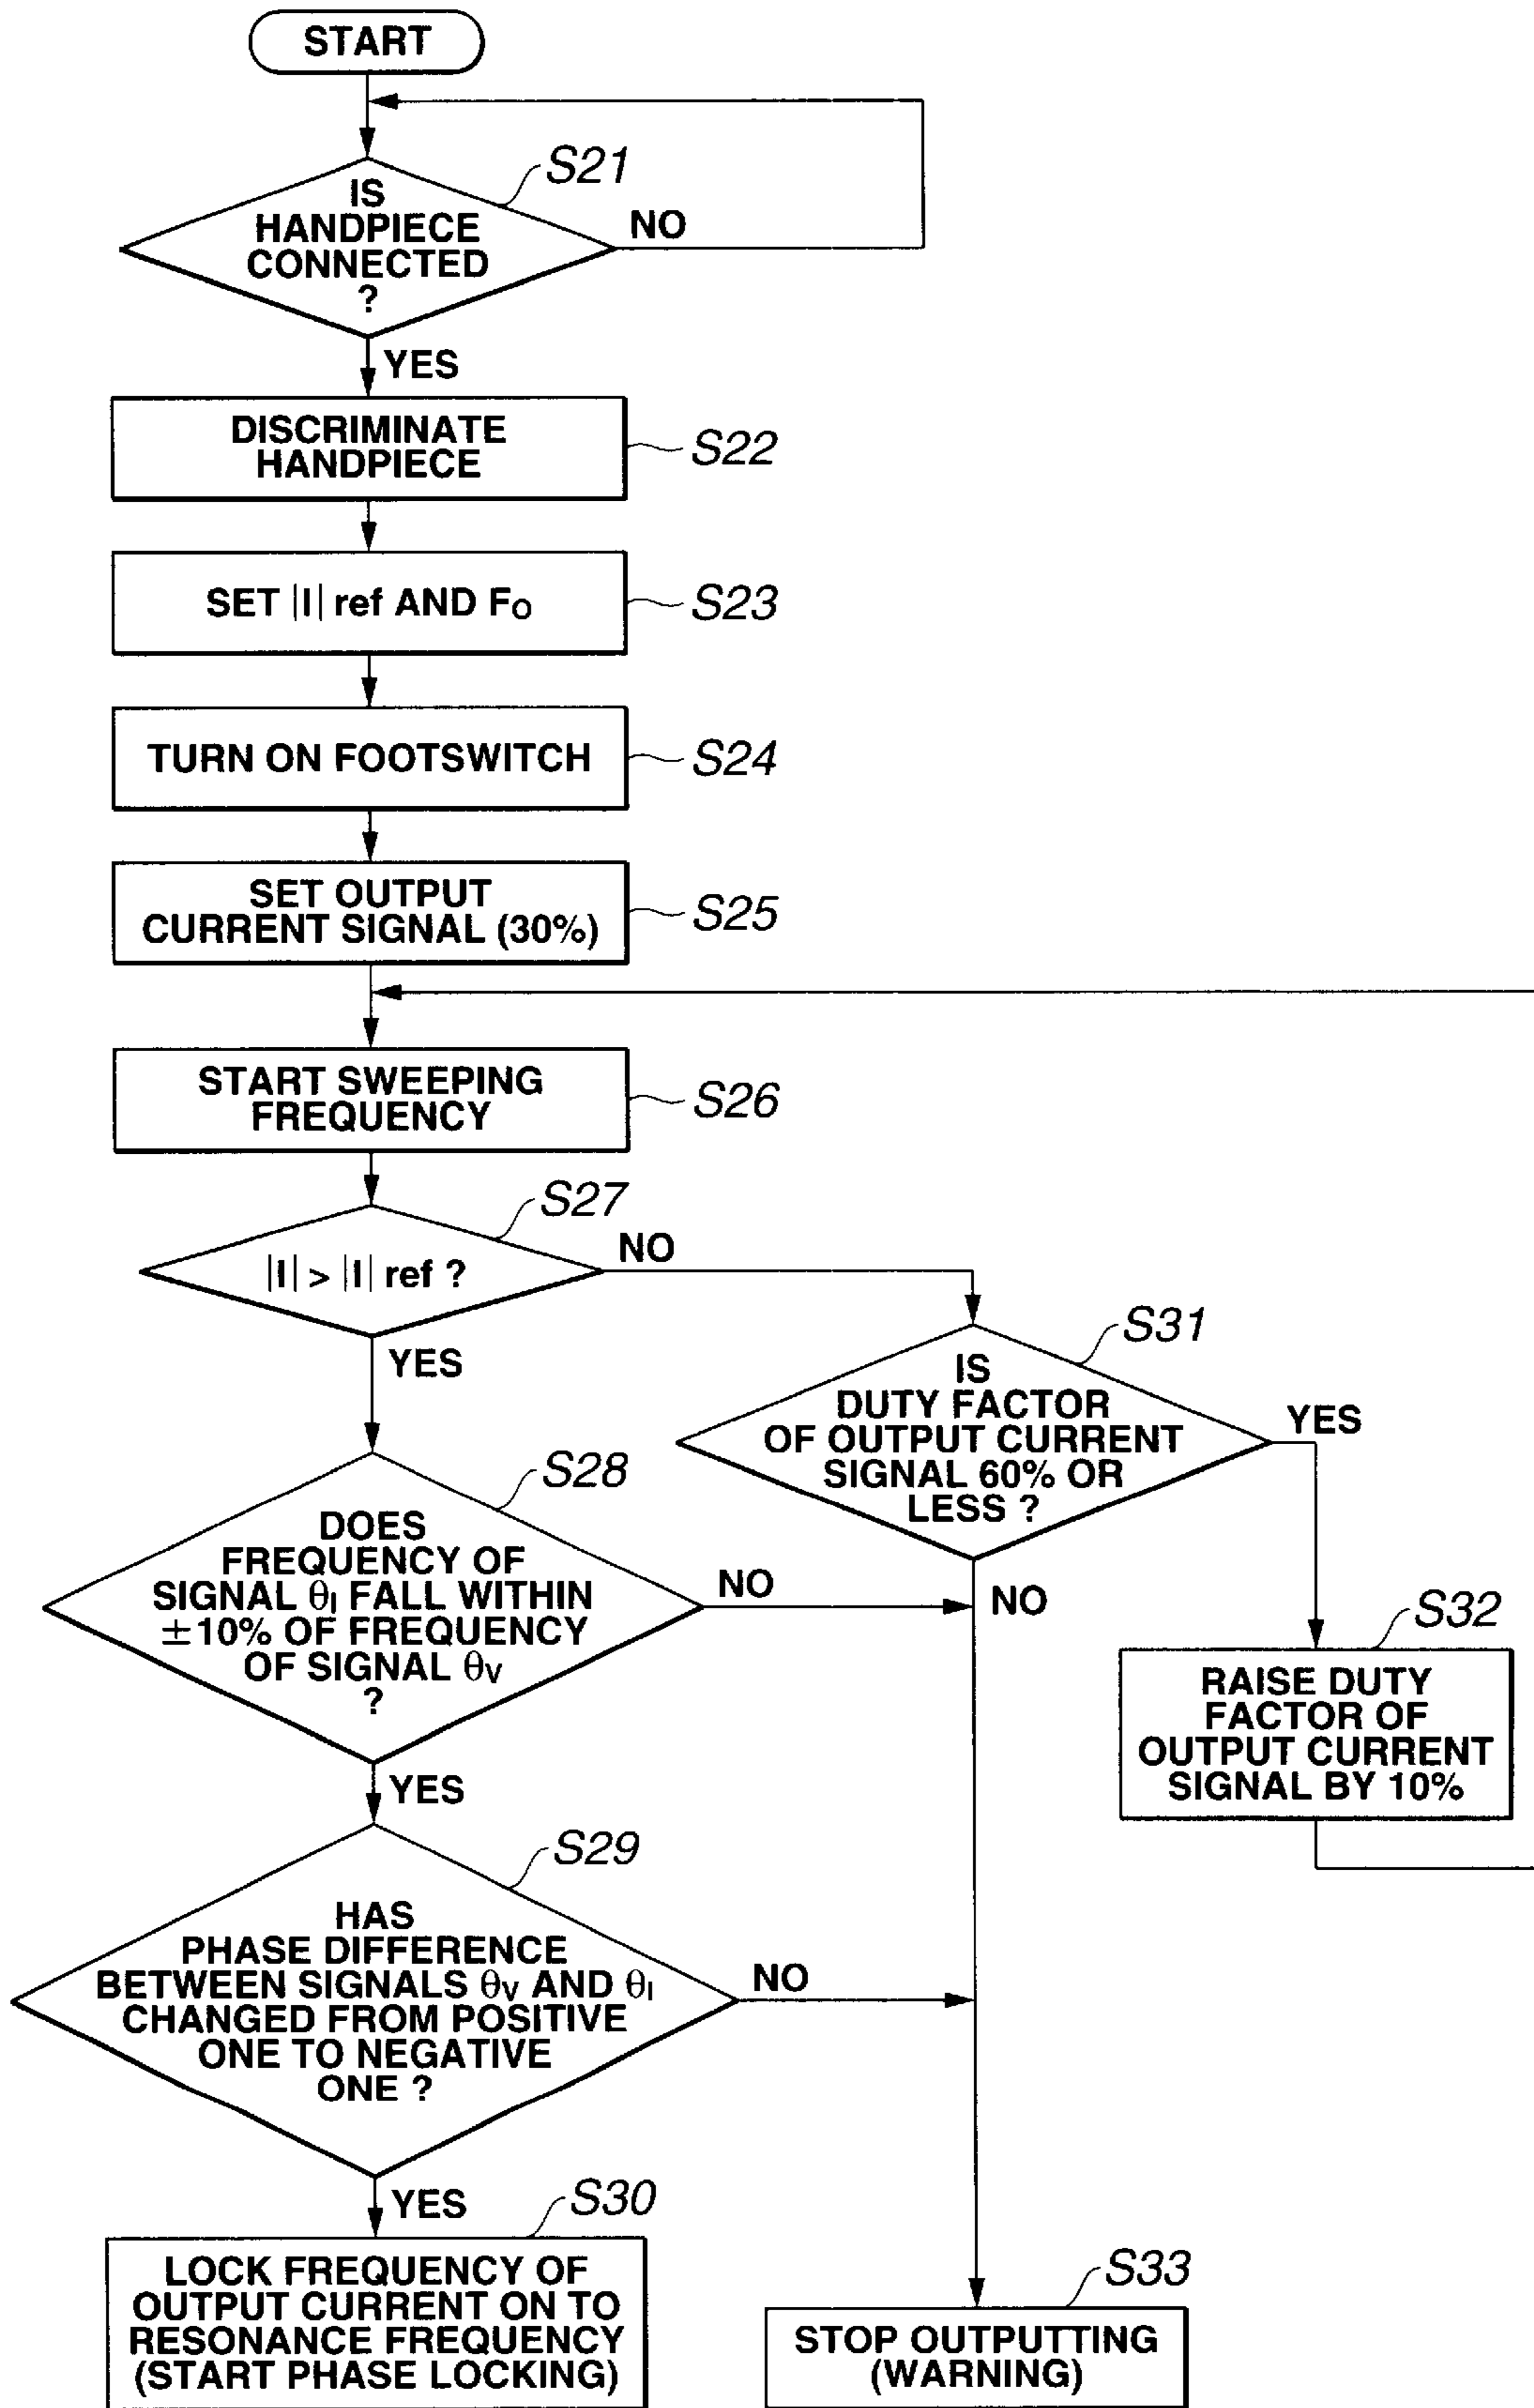 START
S21
IS
HANDPIECE
CONNECTED
?
NO
YES
DISCRIMINATE
HANDPIECE
S22
SET |I| ref AND FO
S23
TURN ON FOOTSWITCH
S24
SET OUTPUT
CURRENT SIGNAL (30%)
S25
START SWEEPING
FREQUENCY
S26
S27
|I| > |I| ref ?
NO
YES
S31
IS
DUTY FACTOR
OF OUTPUT CURRENT
SIGNAL 60% OR
LESS ?
YES
NO
S28
DOES
FREQUENCY OF
SIGNAL θI FALL WITHIN
±10% OF FREQUENCY
OF SIGNAL θV
?
NO
YES
S32
RAISE DUTY
FACTOR OF
OUTPUT CURRENT
SIGNAL BY 10%
S29
HAS
PHASE DIFFERENCE
BETWEEN SIGNALS θV AND θI
CHANGED FROM POSITIVE
ONE TO NEGATIVE
ONE ?
NO
YES
S30
LOCK FREQUENCY OF
OUTPUT CURRENT ON TO
RESONANCE FREQUENCY
(START PHASE LOCKING)
S33
STOP OUTPUTTING
(WARNING)